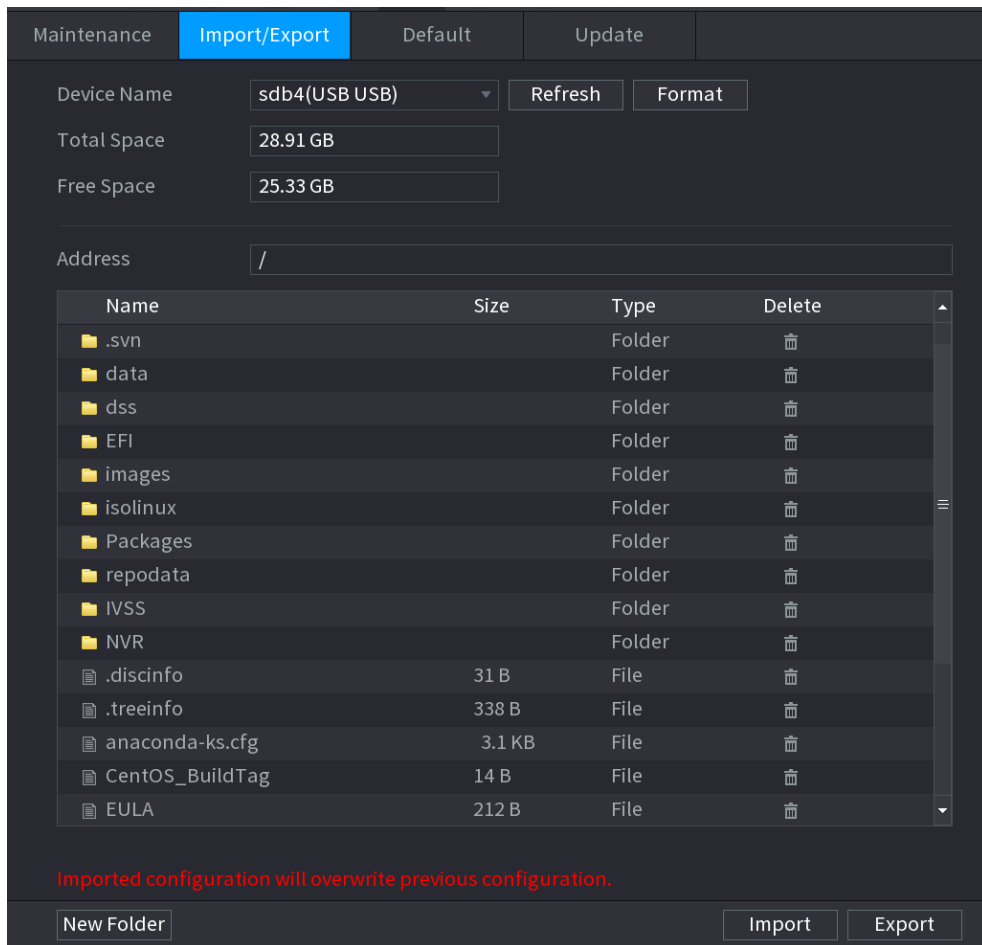 Maintenance Import/Export Default Update
Device Name sdb4(USB USB) Refresh Format
Total Space 28.91 GB
Free Space 25.33 GB
Address /
Name Size Type Delete
.svn Folder
data Folder
dss Folder
EFI Folder
images Folder
isolinux Folder
Packages Folder
repodata Folder
IVSS Folder
NVR Folder
.discinfo 31 B File
.treeinfo 338 B File
anaconda-ks.cfg 3.1 KB File
CentOS_BuildTag 14 B File
EULA 212 B File
Imported configuration will overwrite previous configuration.
New Folder Import Export